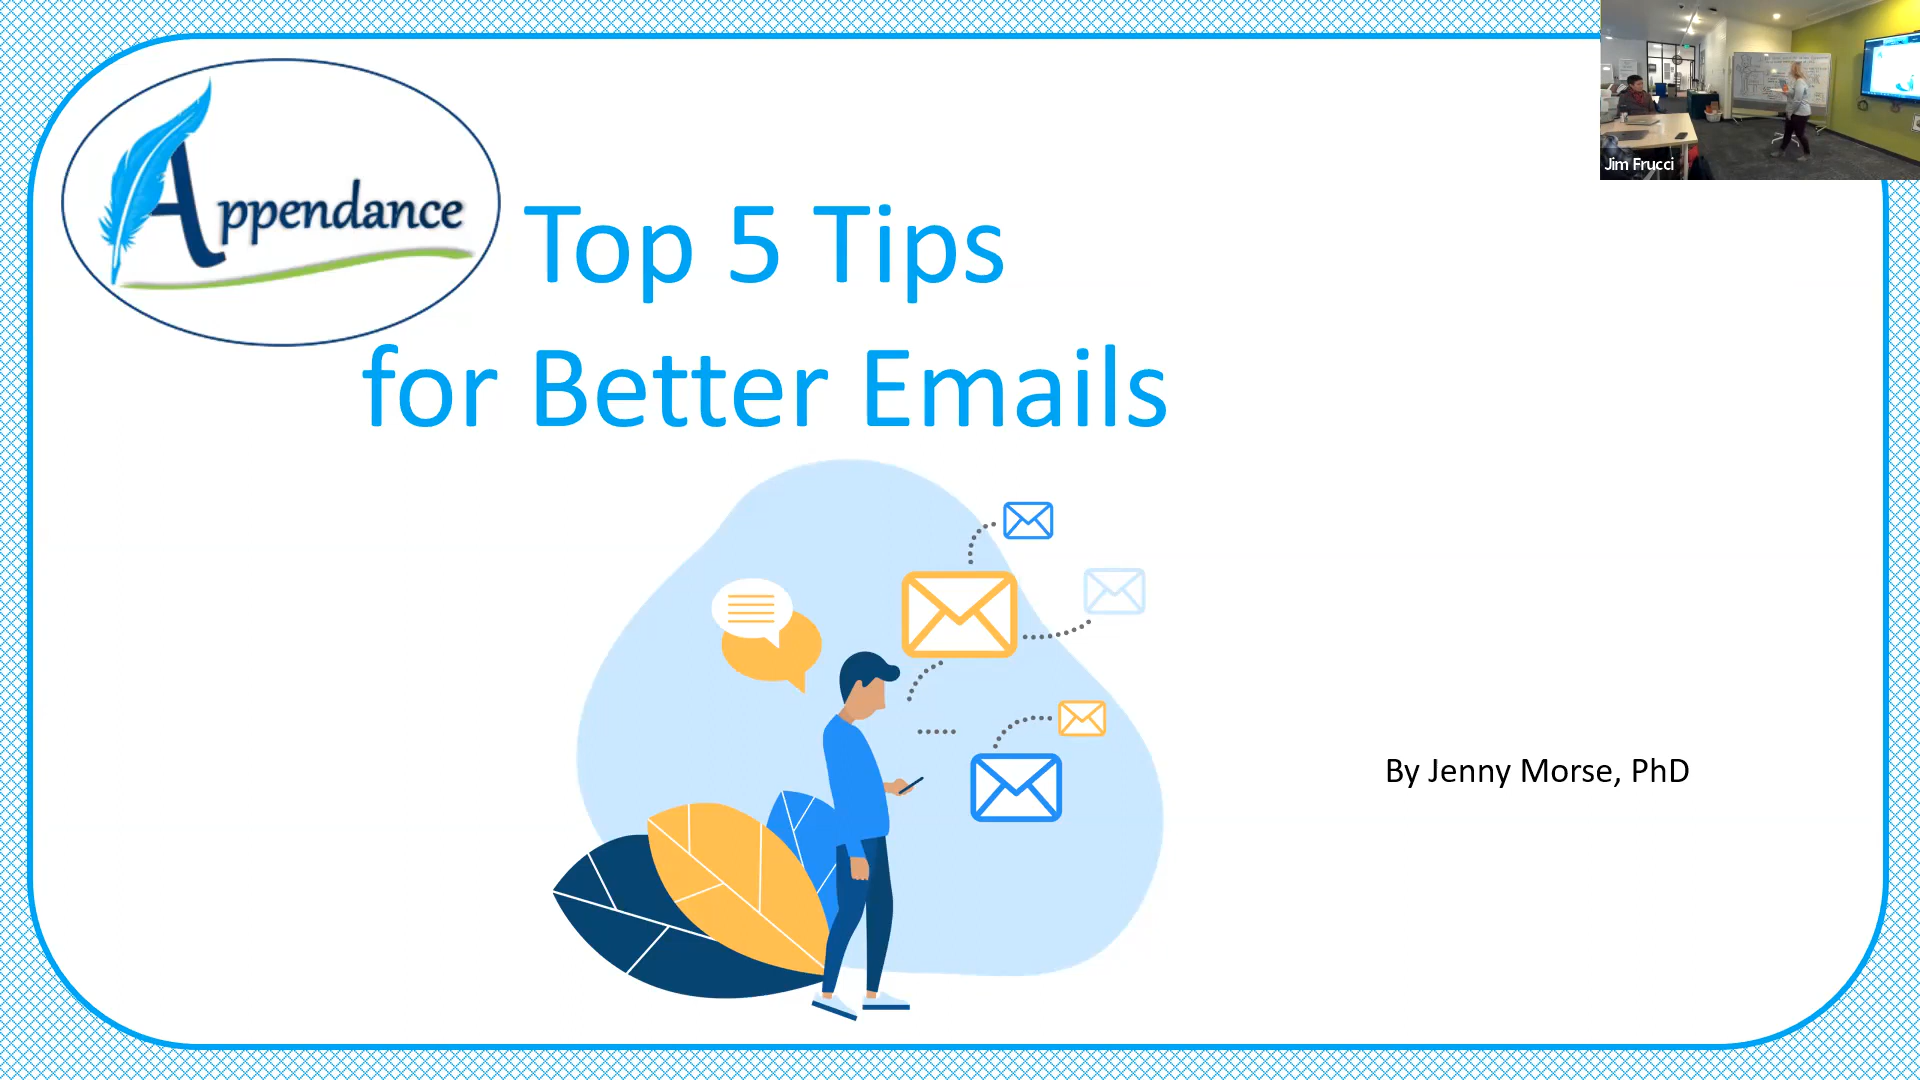 Appendance
Top 5 Tips
for Better Emails
By Jenny Morse, PhD
Jim Frucci